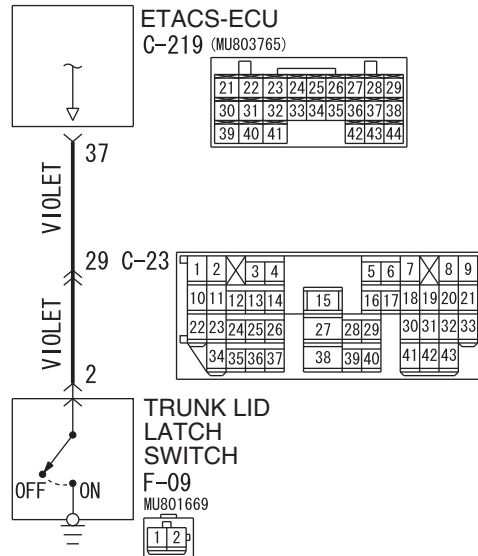 ETACS-ECU
C-219 (MU803765)
21 22 23 24 25 26 27 28 29
30 31 32 33 34 35 36 37 38
39 40 41 42 43 44
37
VIOLET
29 C-23
1 2 3 4 5 6 7 8 9
10 11 12 13 14 15 16 17 18 19 20 21
22 23 24 25 26 27 28 29 30 31 32 33
34 35 36 37 38 39 40 41 42 43
VIOLET
2
TRUNK LID
LATCH
SWITCH
F-09
MU801669
OFF ON
1 2